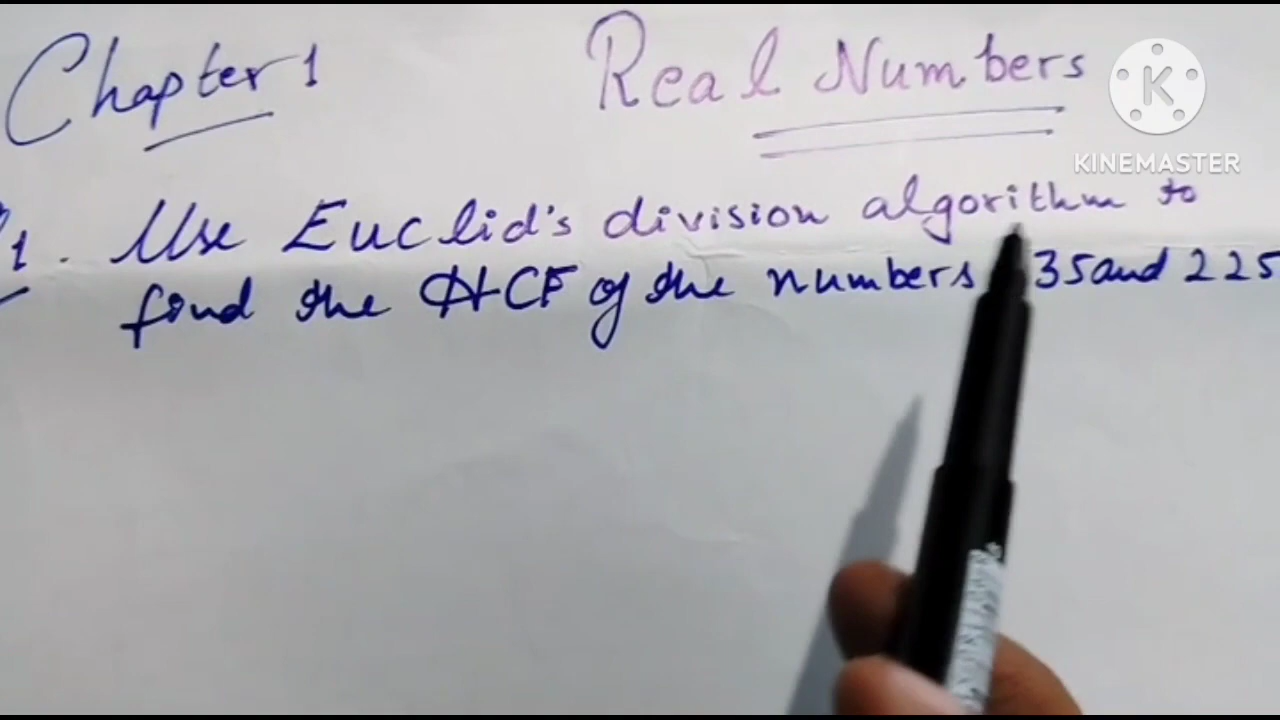 Chapter 1
Real Numbers
KINEMASTER
1. Use Euclid's division algorithm to
find the HCF of the numbers 35 and 225